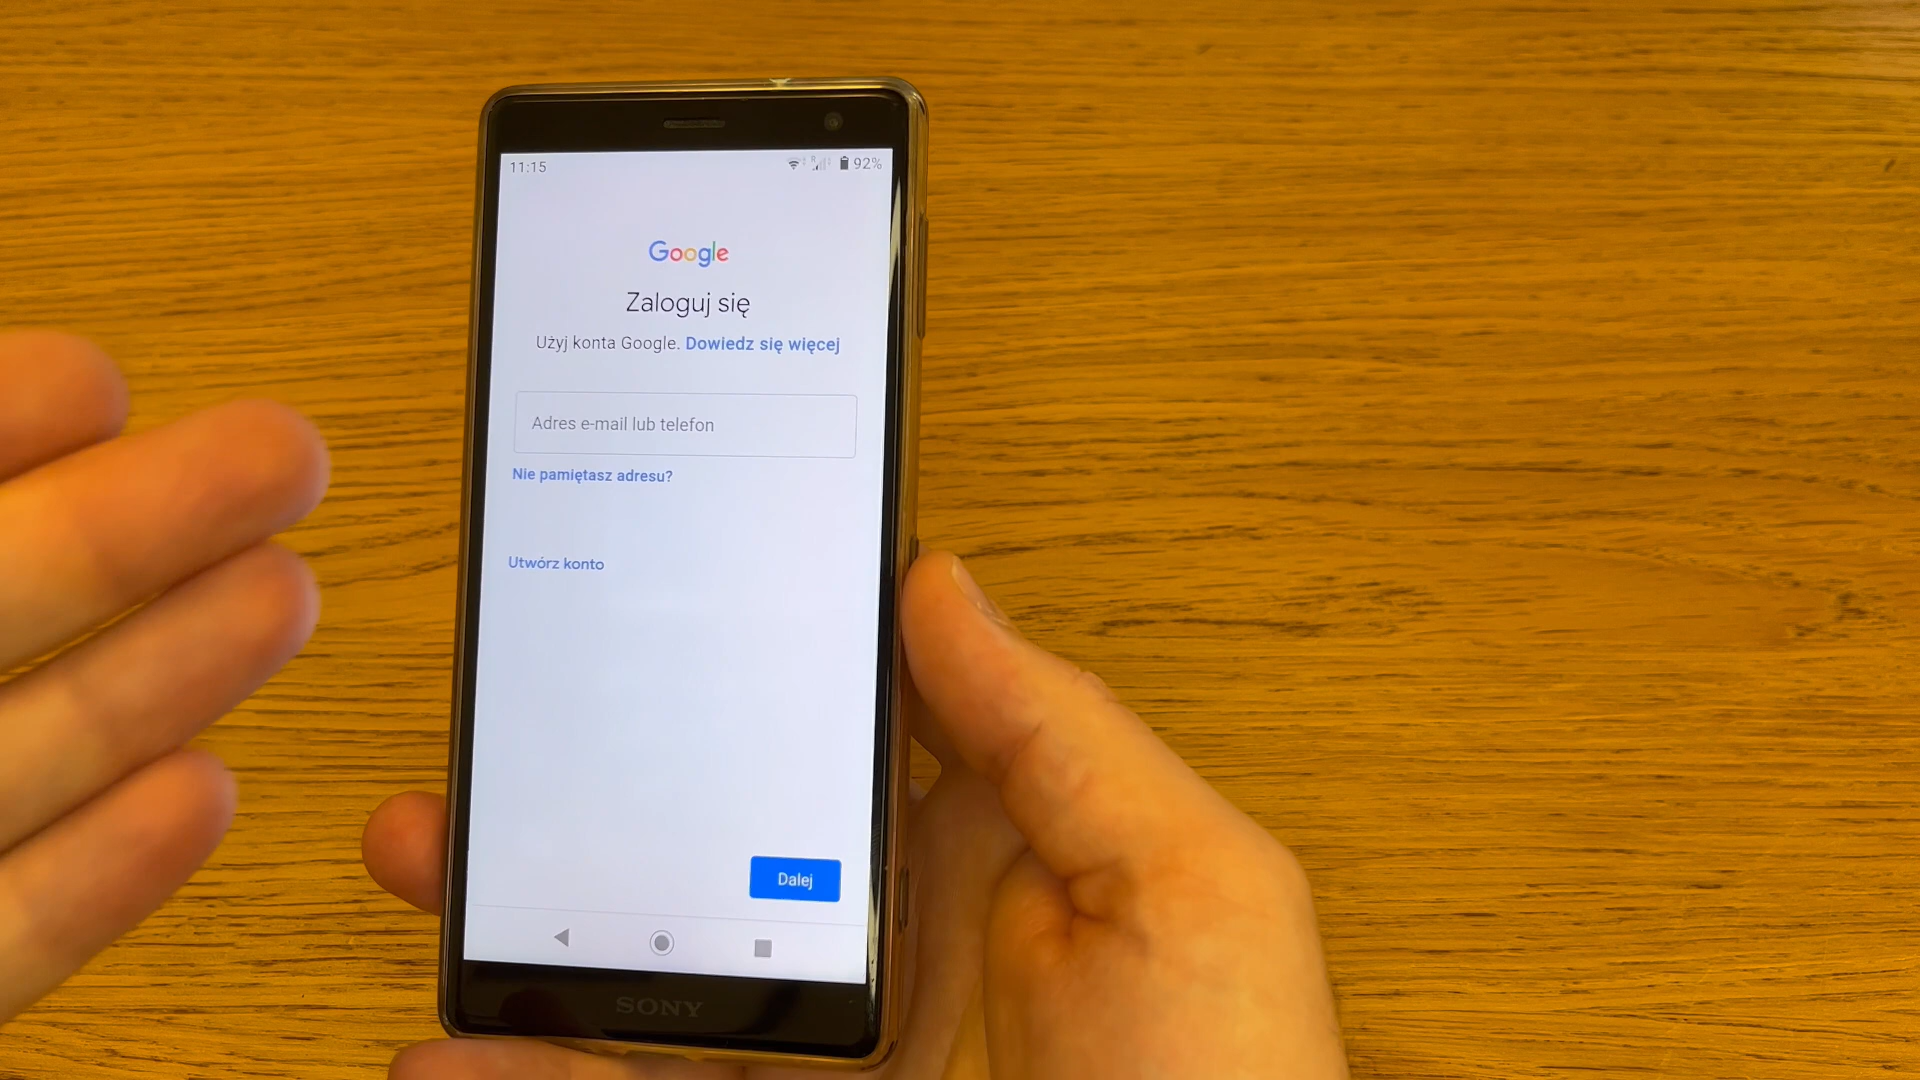 11:15
92%
Google
Zaloguj się
Użyj konta Google. Dowiedz się więcej
Adres e-mail lub telefon
Nie pamiętasz adresu?
Utwórz konto
Dalej
SONY